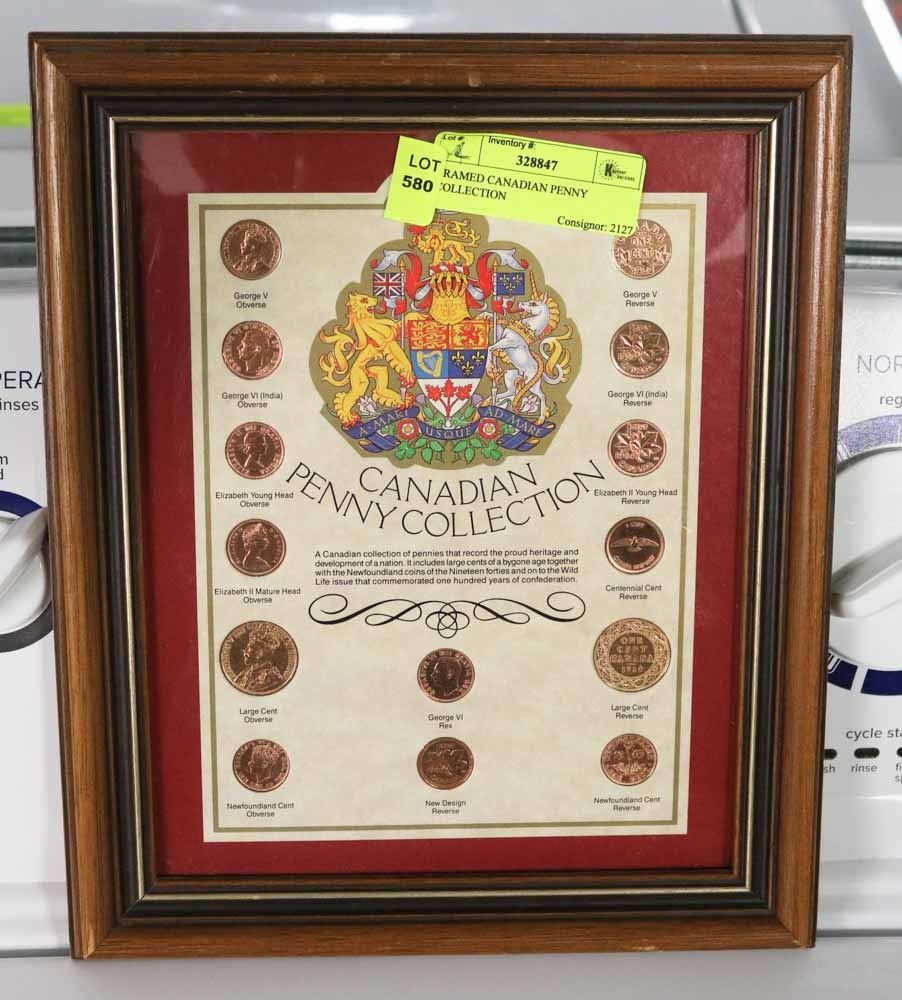 Lot #:
Inventory #:
328847
LOT
580
RAMED CANADIAN PENNY
COLLECTION
Consignor: 2127
George V
Obverse
George V
Reverse
ONE
CENT
George VI (India)
Obverse
George VI (India)
Reverse
A·MARI
USQUE
AD·MARE
Elizabeth Young Head
Obverse
Elizabeth II Young Head
Reverse
CANADIAN
PENNY COLLECTION
A Canadian collection of pennies that record the proud heritage and
development of a nation. It includes large cents of a bygone age together
with the Newfoundland coins of the Nineteen forties and on to the Wild
Life issue that commemorated one hundred years of confederation.
Elizabeth II Mature Head
Obverse
Centennial Cent
Reverse
Large Cent
Obverse
George VI
Rex
ONE
CENT
CANADA
Large Cent
Reverse
Newfoundland Cent
Obverse
New Design
Reverse
Newfoundland Cent
Reverse
PERA
inses
NOR
reg
cycle sta
sh
rinse